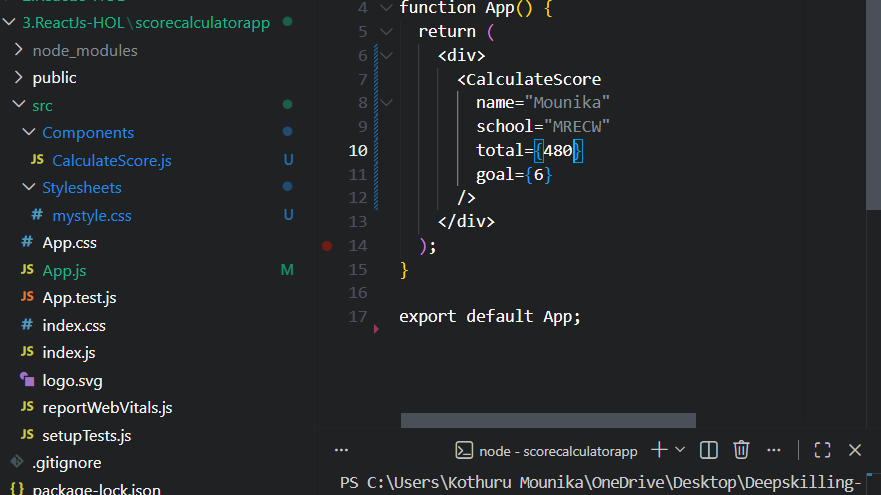 3.ReactJs-HOL\scorecalculatorapp
node_modules
public
src
Components
JS CalculateScore.js U
Stylesheets
# mystyle.css U
# App.css
JS App.js M
JS App.test.js
# index.css
JS index.js
logo.svg
JS reportWebVitals.js
JS setupTests.js
.gitignore
{} package-lock.json
4 function App() {
5 return (
6 <div>
7 <CalculateScore
8 name="Mounika"
9 school="MRECW"
10 total={480}
11 goal={6}
12 />
13 </div>
14 );
15 }
16
17 export default App;
node - scorecalculatorapp
PS C:\Users\Kothuru Mounika\OneDrive\Desktop\Deepskilling-